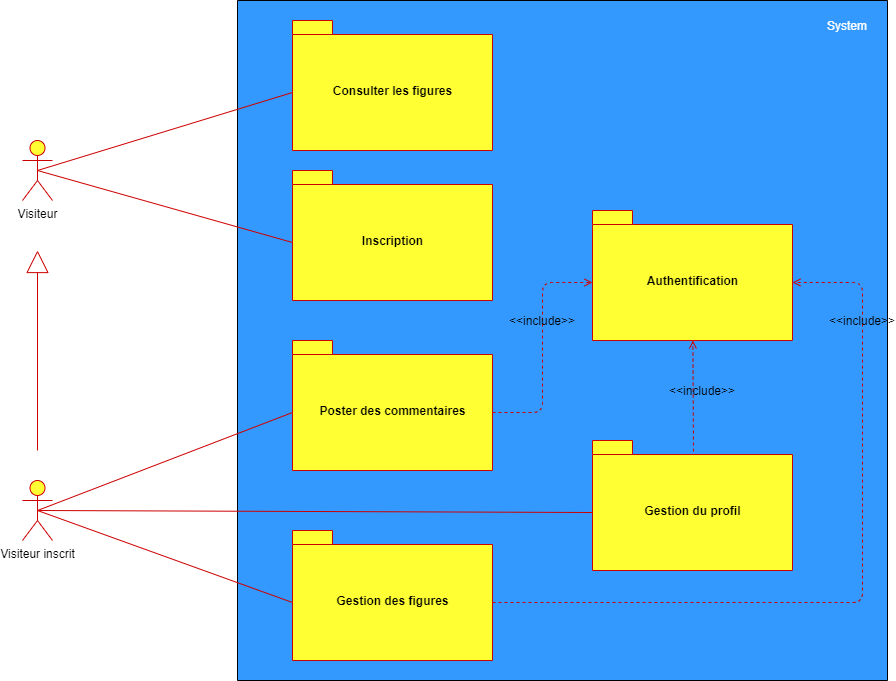 System
Consulter les figures
Visiteur
Inscription
Authentification
<<include>>
<<include>>
<<include>>
Poster des commentaires
Gestion du profil
Visiteur inscrit
Gestion des figures